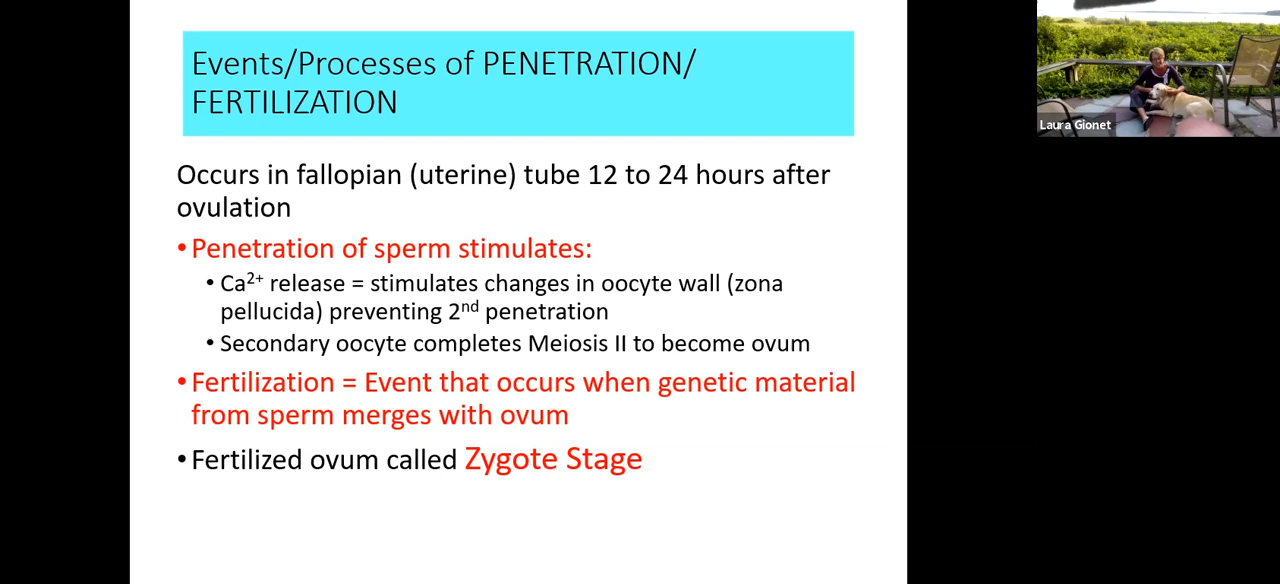 Events/Processes of PENETRATION/
FERTILIZATION
Occurs in fallopian (uterine) tube 12 to 24 hours after
ovulation
•Penetration of sperm stimulates:
• Ca²⁺ release = stimulates changes in oocyte wall (zona
pellucida) preventing 2ⁿᵈ penetration
• Secondary oocyte completes Meiosis II to become ovum
•Fertilization = Event that occurs when genetic material
from sperm merges with ovum
•Fertilized ovum called Zygote Stage
Laura Gionet